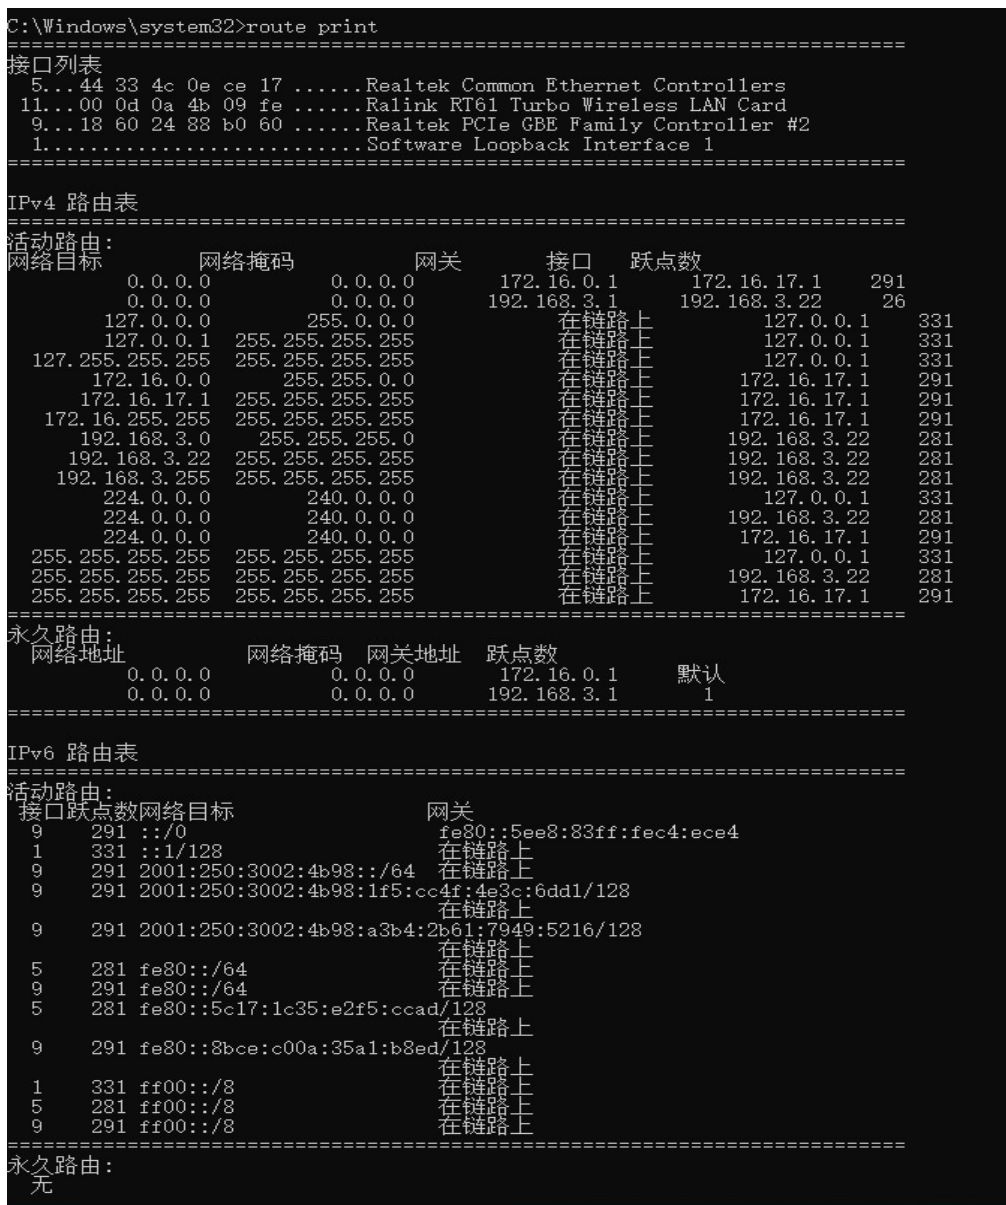 C:\Windows\system32>route print
===========================================================================
接口列表
  5...44 33 4c 0e ce 17 ......Realtek Common Ethernet Controllers
 11...00 0d 0a 4b 09 fe ......Ralink RT61 Turbo Wireless LAN Card
  9...18 60 24 88 b0 60 ......Realtek PCIe GBE Family Controller #2
  1...........................Software Loopback Interface 1
===========================================================================
IPv4 路由表
===========================================================================
活动路由:
网络目标        网络掩码          网关       接口   跃点数
          0.0.0.0          0.0.0.0       172.16.0.1      172.16.17.1    291
          0.0.0.0          0.0.0.0      192.168.3.1     192.168.3.22     26
        127.0.0.0        255.0.0.0            在链路上         127.0.0.1    331
        127.0.0.1  255.255.255.255            在链路上         127.0.0.1    331
  127.255.255.255  255.255.255.255            在链路上         127.0.0.1    331
       172.16.0.0      255.255.0.0            在链路上       172.16.17.1    291
      172.16.17.1  255.255.255.255            在链路上       172.16.17.1    291
   172.16.255.255  255.255.255.255            在链路上       172.16.17.1    291
      192.168.3.0    255.255.255.0            在链路上      192.168.3.22    281
     192.168.3.22  255.255.255.255            在链路上      192.168.3.22    281
    192.168.3.255  255.255.255.255            在链路上      192.168.3.22    281
        224.0.0.0        240.0.0.0            在链路上         127.0.0.1    331
        224.0.0.0        240.0.0.0            在链路上      192.168.3.22    281
        224.0.0.0        240.0.0.0            在链路上       172.16.17.1    291
  255.255.255.255  255.255.255.255            在链路上         127.0.0.1    331
  255.255.255.255  255.255.255.255            在链路上      192.168.3.22    281
  255.255.255.255  255.255.255.255            在链路上       172.16.17.1    291
===========================================================================
永久路由:
  网络地址          网络掩码  网关地址  跃点数
          0.0.0.0          0.0.0.0       172.16.0.1     默认
          0.0.0.0          0.0.0.0      192.168.3.1       1
===========================================================================
IPv6 路由表
===========================================================================
活动路由:
 接口跃点数网络目标                网关
  9    291 ::/0                     fe80::5ee8:83ff:fec4:ece4
  1    331 ::1/128                  在链路上
  9    291 2001:250:3002:4b98::/64  在链路上
  9    291 2001:250:3002:4b98:1f5:cc4f:4e3c:6dd1/128
                                    在链路上
  9    291 2001:250:3002:4b98:a3b4:2b61:7949:5216/128
                                    在链路上
  5    281 fe80::/64                在链路上
  9    291 fe80::/64                在链路上
  5    281 fe80::5c17:1c35:e2f5:ccad/128
                                    在链路上
  9    291 fe80::8bce:c00a:35a1:b8ed/128
                                    在链路上
  1    331 ff00::/8                 在链路上
  5    281 ff00::/8                 在链路上
  9    291 ff00::/8                 在链路上
===========================================================================
永久路由:
  无